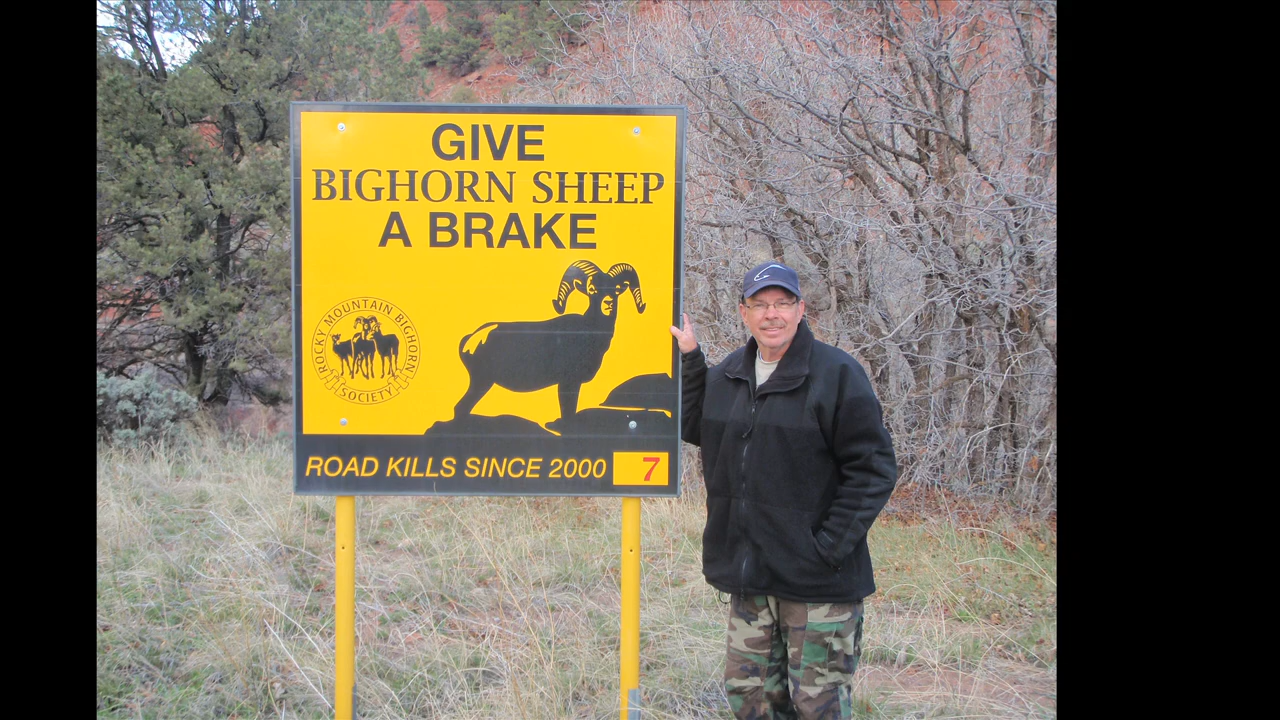 GIVE
BIGHORN SHEEP
A BRAKE
ROCKY MOUNTAIN BIGHORN
SOCIETY
ROAD KILLS SINCE 2000 7